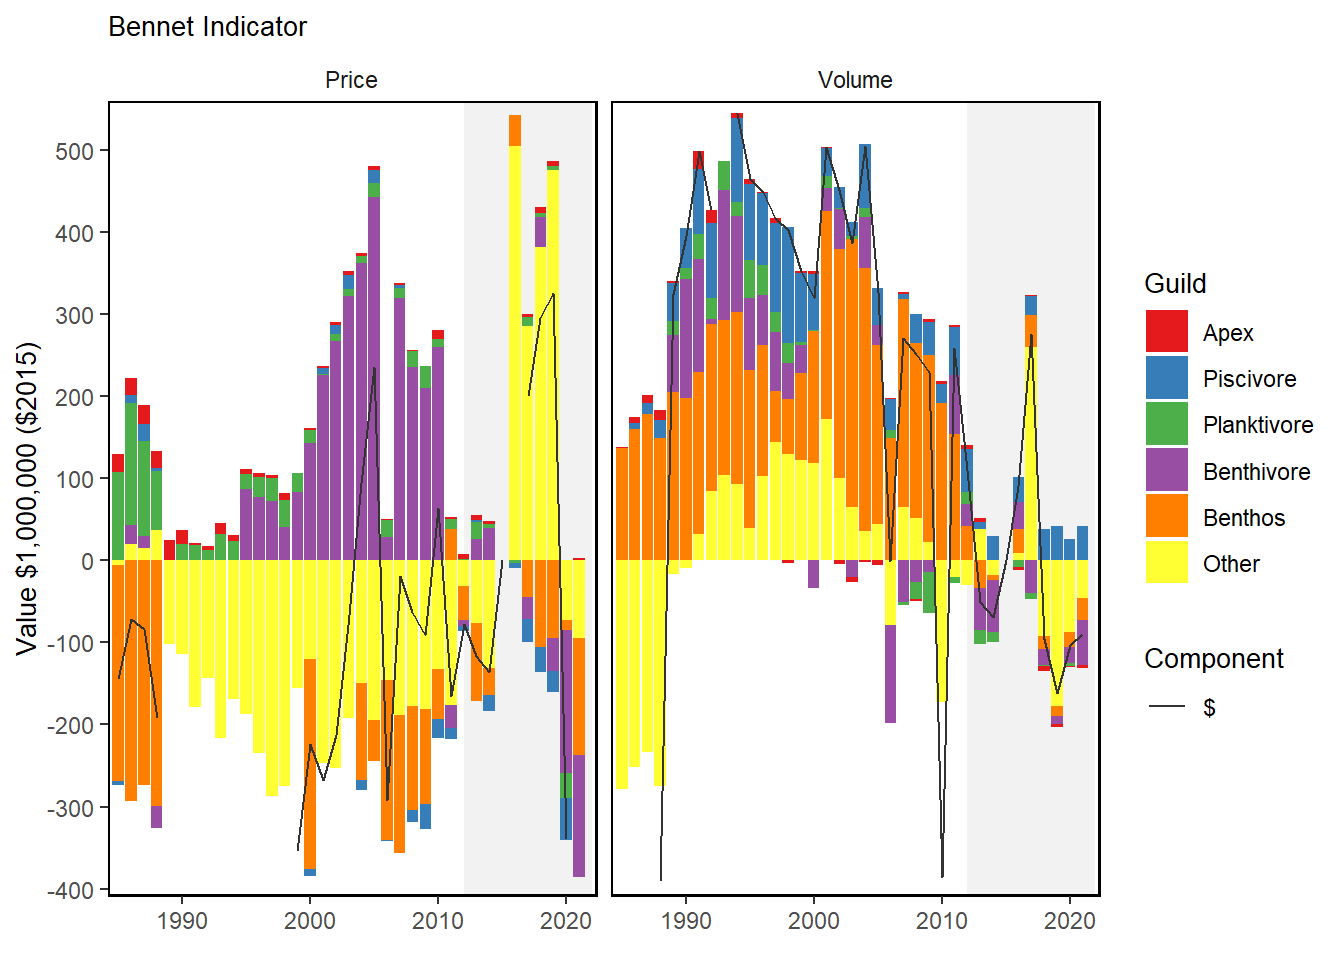 Bennet Indicator
Price
Volume
Value $1,000,000 ($2015)
500
400
300
200
100
0
-100
-200
-300
-400
1990
2000
2010
2020
1990
2000
2010
2020
Guild
Apex
Piscivore
Planktivore
Benthivore
Benthos
Other
Component
$